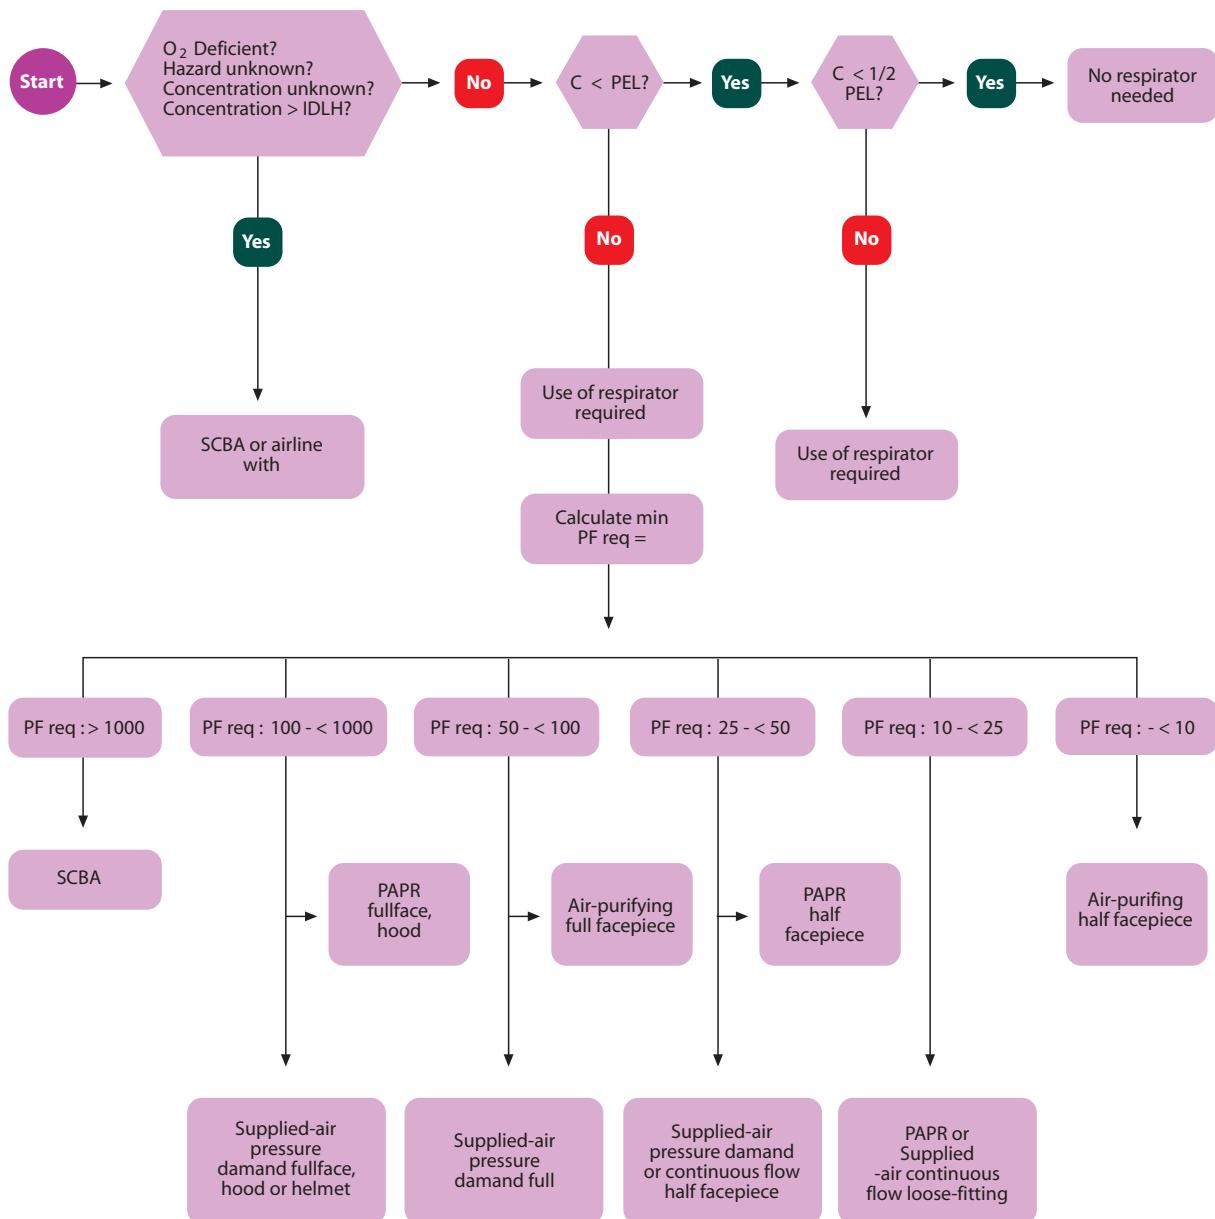 Start
O2 Deficient?
Hazard unknown?
Concentration unknown?
Concentration > IDLH?
No
C < PEL?
Yes
C < 1/2
PEL?
Yes
No respirator
needed
Yes
No
No
SCBA or airline
with
Use of respirator
required
Use of respirator
required
Calculate min
PF req =
PF req : > 1000
PF req : 100 - < 1000
PF req : 50 - < 100
PF req : 25 - < 50
PF req : 10 - < 25
PF req : - < 10
SCBA
PAPR
fullface,
hood
Air-purifying
full facepiece
PAPR
half
facepiece
Air-purifing
half facepiece
Supplied-air
pressure
damand fullface,
hood or helmet
Supplied-air
pressure
damand full
Supplied-air
pressure damand
or continuous flow
half facepiece
PAPR or
Supplied
-air continuous
flow loose-fitting